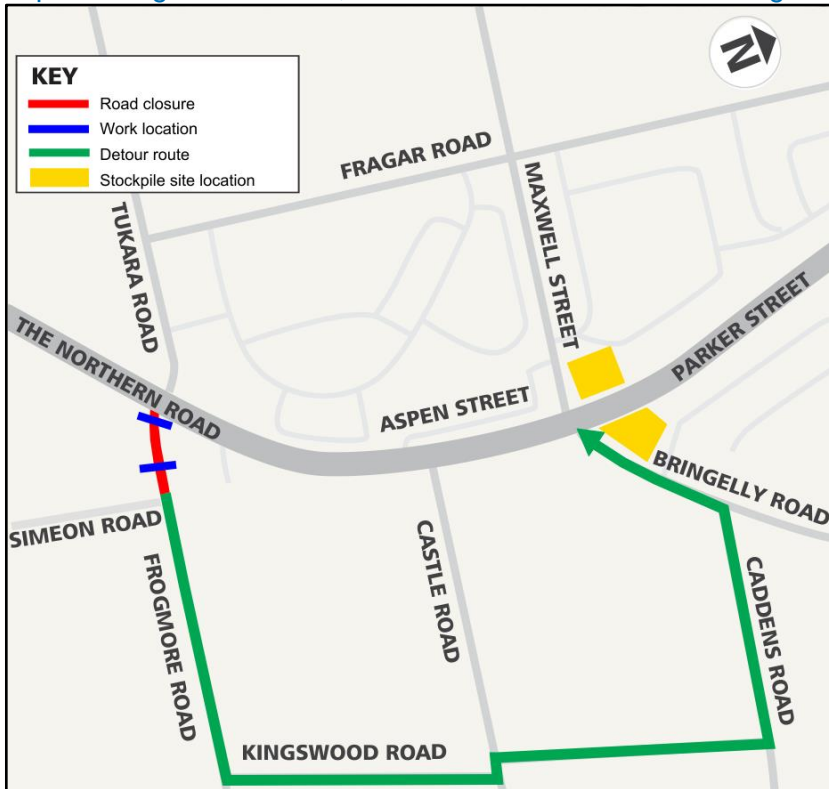 KEY
Road closure
Work location
Detour route
Stockpile site location
N
FRAGAR ROAD
MAXWELL STREET
TUKARA ROAD
THE NORTHERN ROAD
PARKER STREET
ASPEN STREET
BRINGELLY ROAD
SIMEON ROAD
FROGMORE ROAD
CASTLE ROAD
CADDENS ROAD
KINGSWOOD ROAD